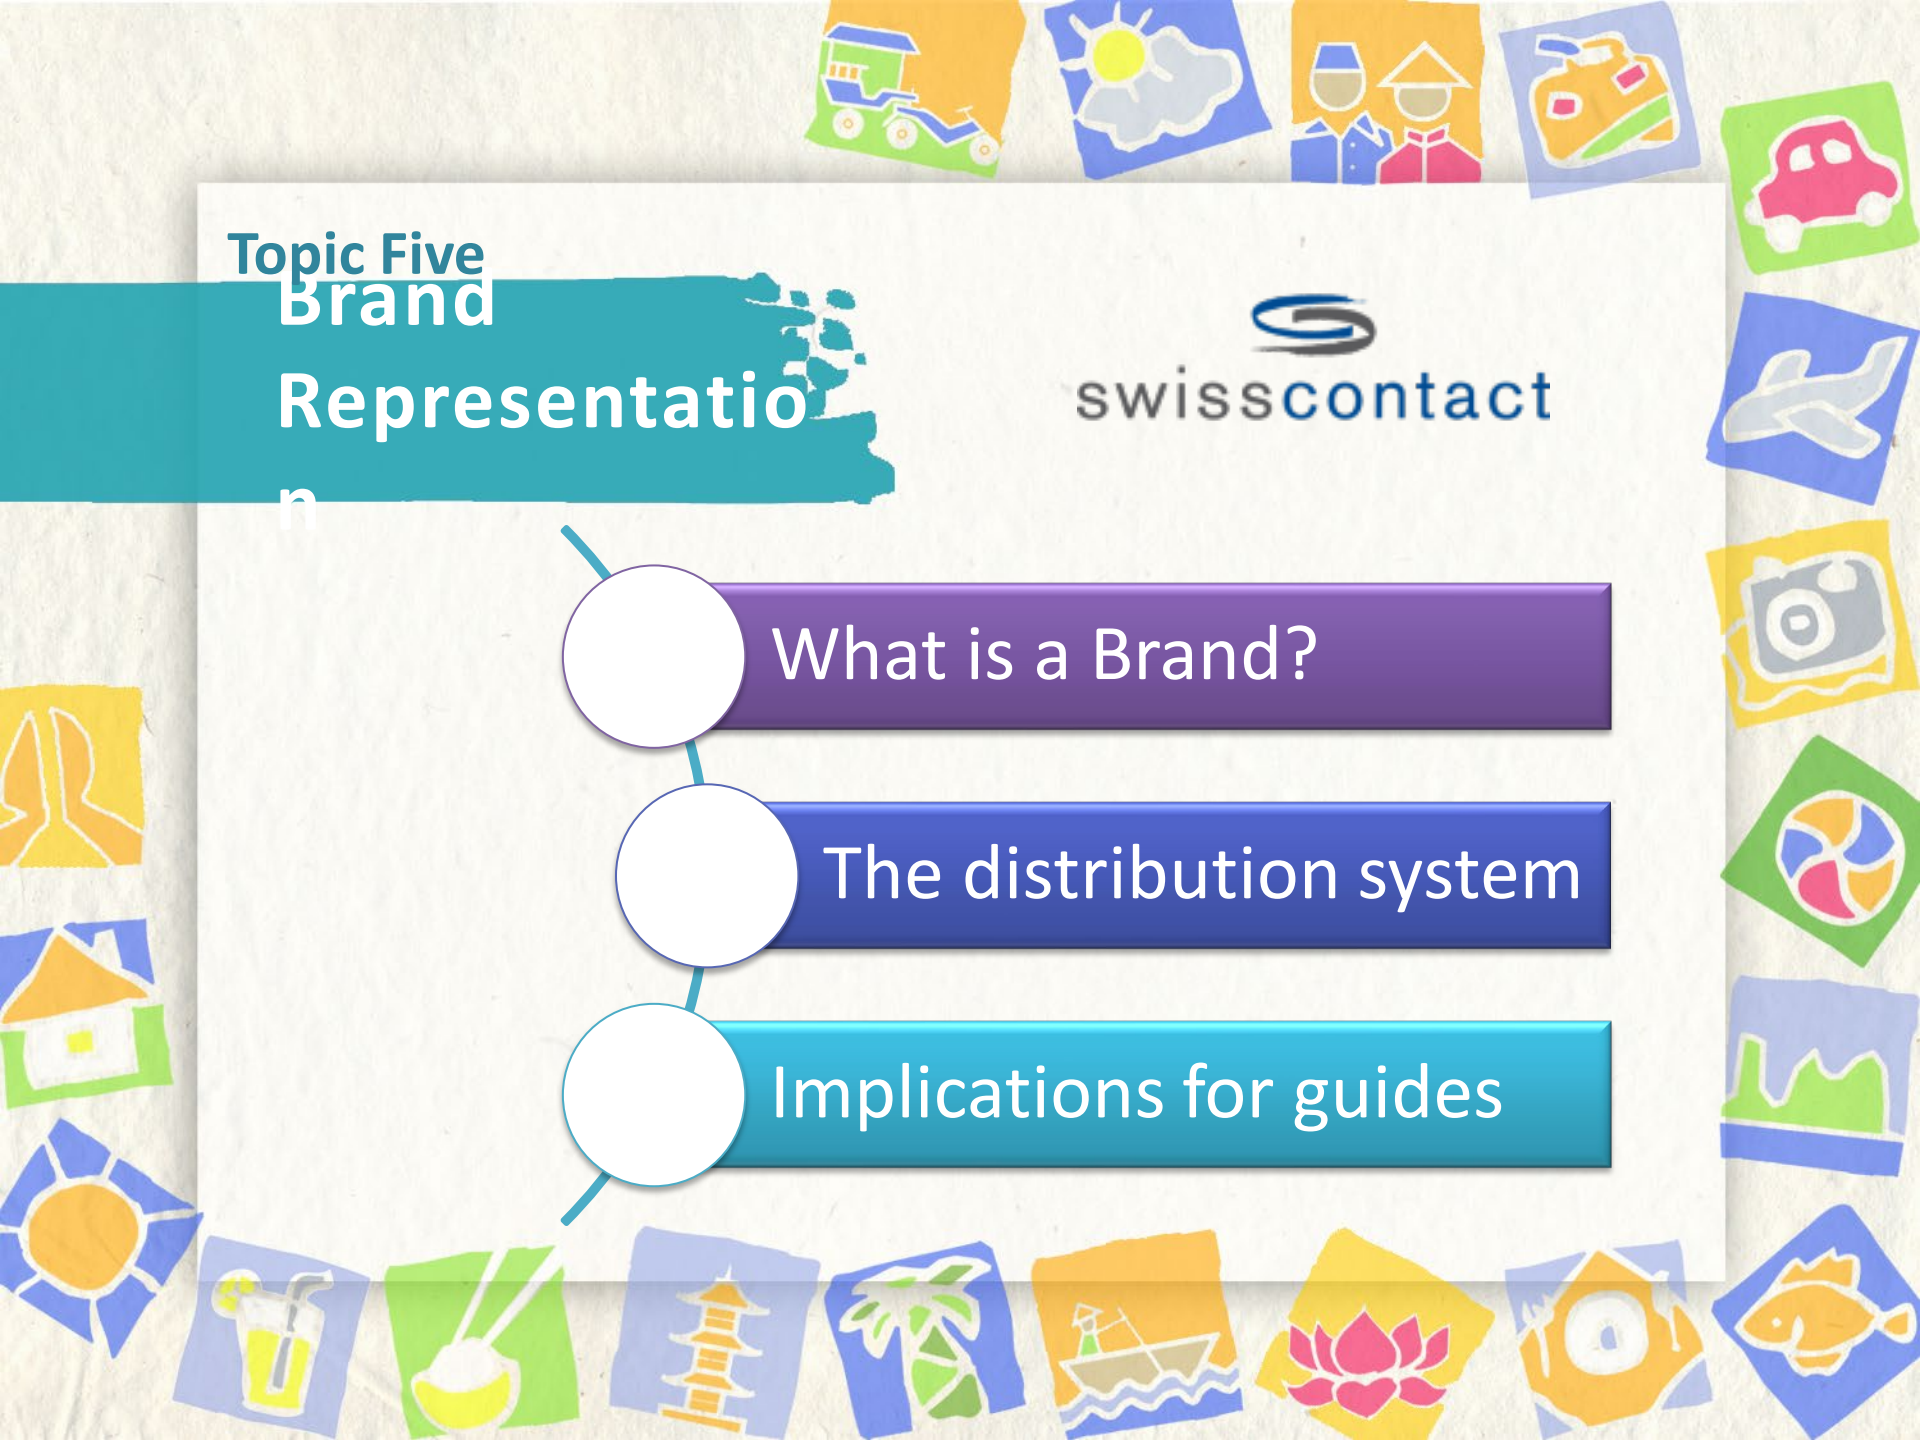 Topic Five
Brand
Representatio
n
swisscontact
What is a Brand?
The distribution system
Implications for guides